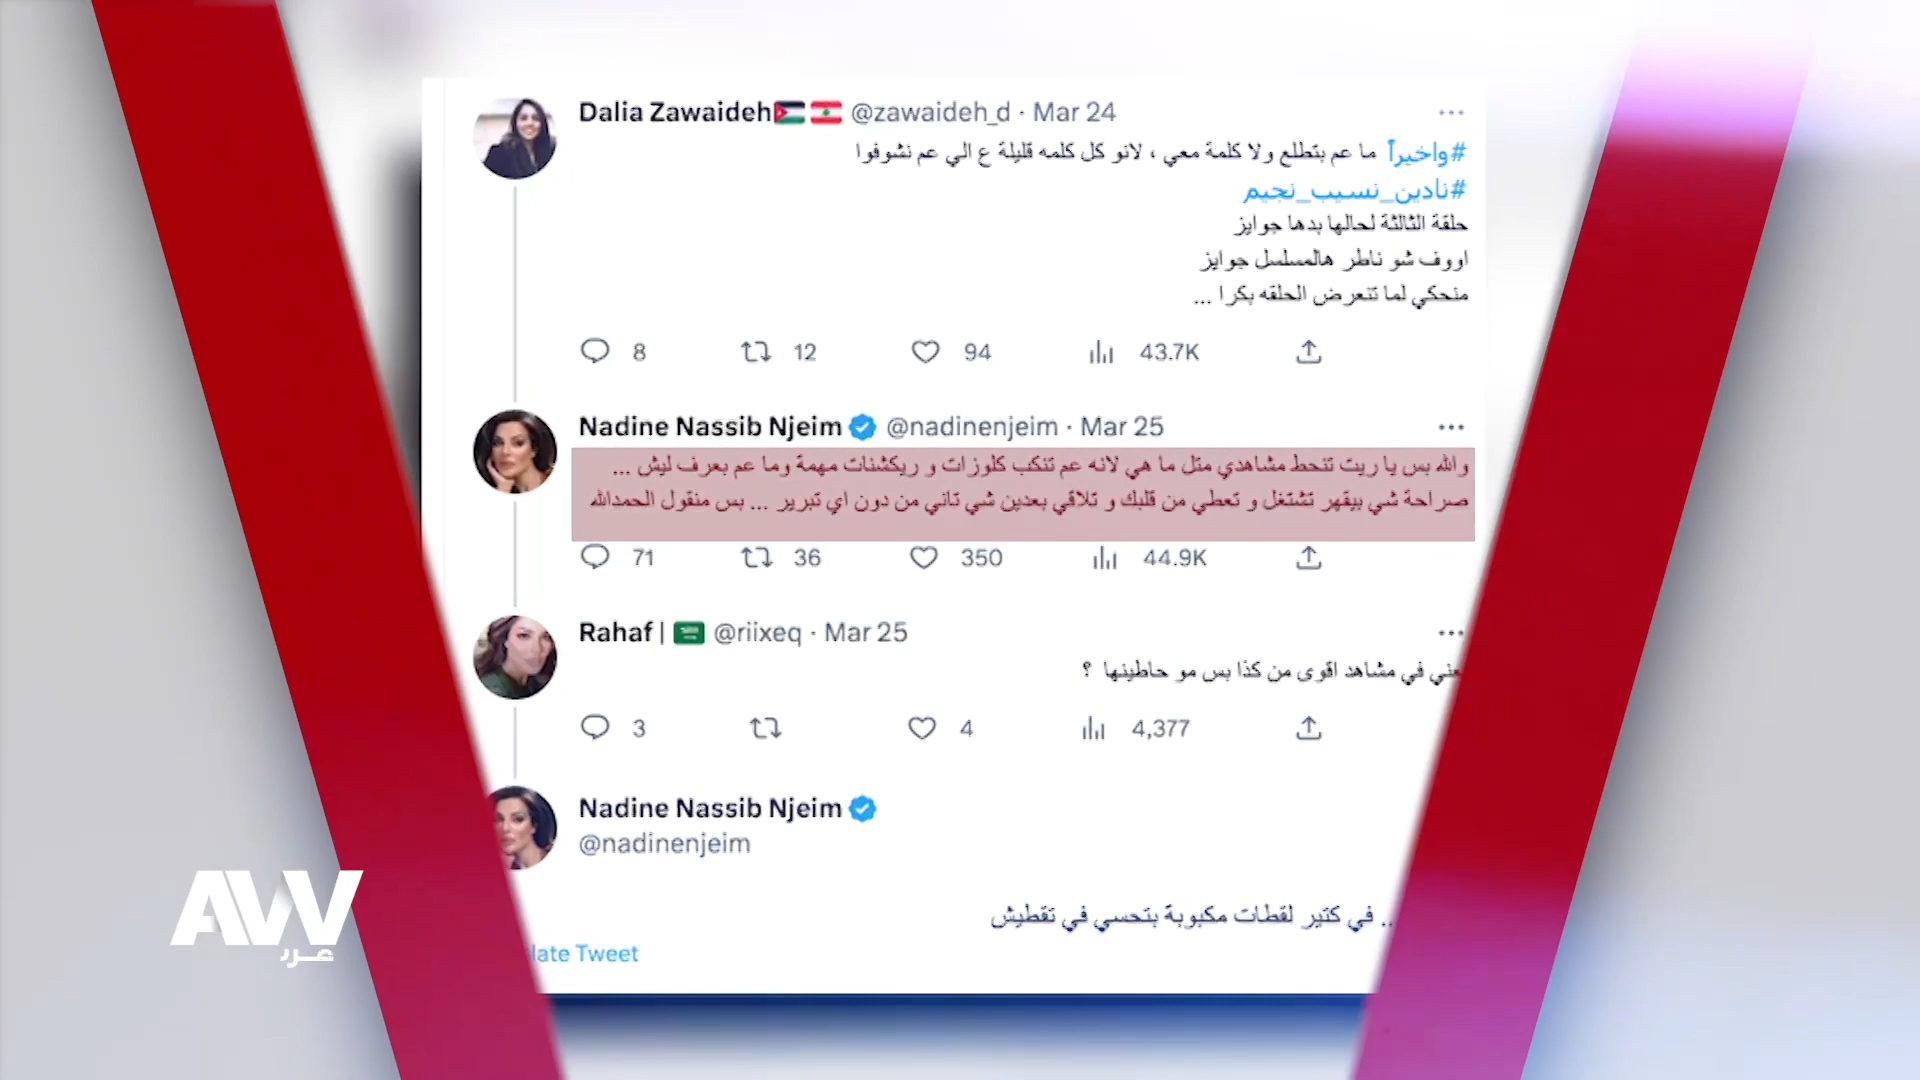 Dalia Zawaideh🇯🇴🇱🇧 @zawaideh_d · Mar 24
#واخيراً ما عم بتطلع ولا كلمة معي ، لانو كل كلمه قليلة ع الي عم نشوفوا
#نادين_نسيب_نجيم
حلقة الثالثة لحالها بدها جوايز
اووف شو ناطر هالمسلسل جوايز
منحكي لما تتعرض الحلقه بكرا ...
8 12 94 43.7K
Nadine Nassib Njeim @nadinenjeim · Mar 25
والله بس يا ريت تنحط مشاهدي متل ما هي لانه عم تنكب كلوزات و ريكشنات مهمة وما عم بعرف ليش ...
صراحة شي بيقهر تشتغل و تعطي من قلبك و تلاقي بعدين شي تاني من دون اي تبرير ... بس منقول الحمدالله
71 36 350 44.9K
Rahaf | 🇸🇦 @riixeq · Mar 25
عني في مشاهد اقوى من كذا بس مو حاطينها ؟
3 4 4,377
Nadine Nassib Njeim
@nadinenjeim
.. في كتير لقطات مكبوبة بتحسي في تقطيش
late Tweet
AW
عربي